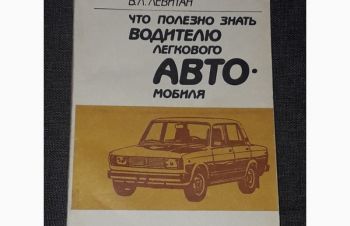 В.Л. ЛЕВИТАН
ЧТО ПОЛЕЗНО ЗНАТЬ
ВОДИТЕЛЮ
ЛЕГКОВОГО
АВТО·
МОБИЛЯ